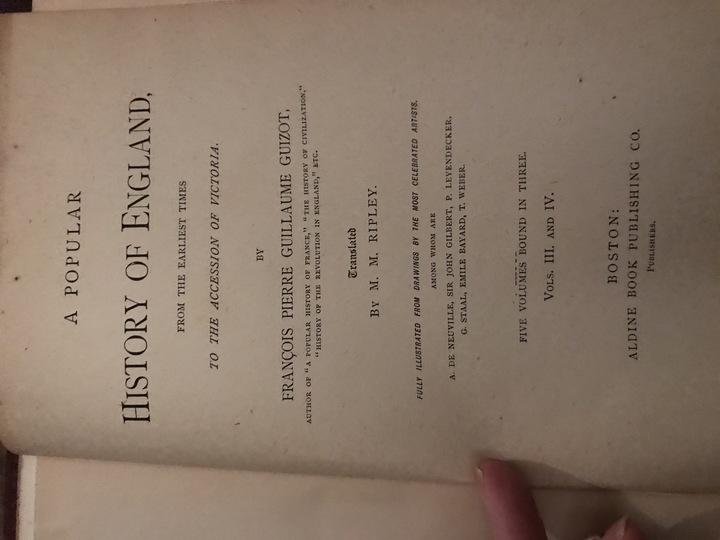 A POPULAR
HISTORY OF ENGLAND,
FROM THE EARLIEST TIMES
TO THE ACCESSION OF VICTORIA.
BY
FRANÇOIS PIERRE GUILLAUME GUIZOT,
AUTHOR OF "A POPULAR HISTORY OF FRANCE," "THE HISTORY OF CIVILIZATION,"
"HISTORY OF THE REVOLUTION IN ENGLAND," ETC.
Translated
BY M. M. RIPLEY.
FULLY ILLUSTRATED FROM DRAWINGS BY THE MOST CELEBRATED ARTISTS,
AMONG WHOM ARE
A. DE NEUVILLE, SIR JOHN GILBERT, P. LEVENDECKER,
G. STAAL, EMILE BAYARD, T. WEBER.
FIVE VOLUMES BOUND IN THREE.
VOLS. III. AND IV.
BOSTON:
ALDINE BOOK PUBLISHING CO.
PUBLISHERS.